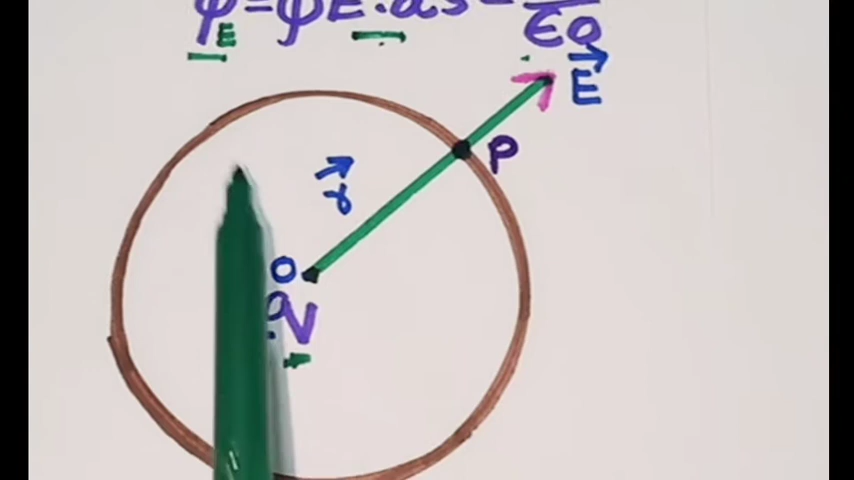 φE = ∮E.ds =
ε0
E
P
r
O
q